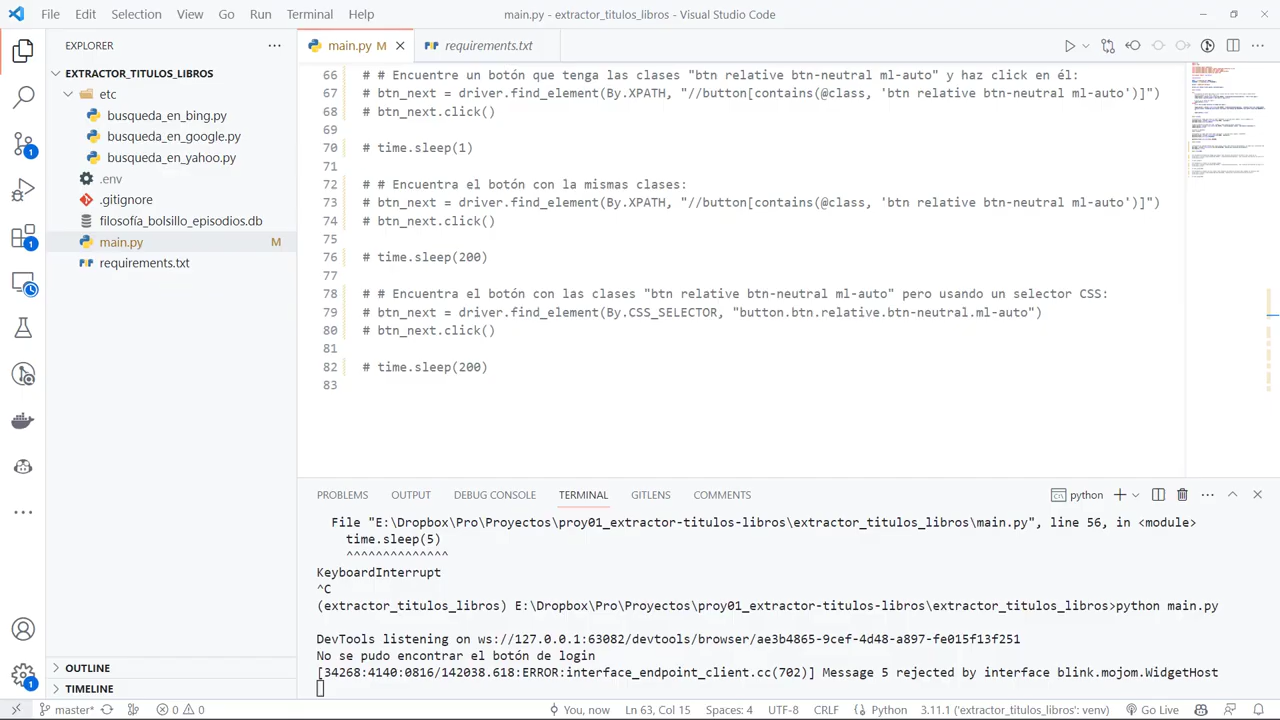 File Edit Selection View Go Run Terminal Help
main.py - extractor_titulos_libros - Visual Studio Code
EXPLORER
main.py M
requirements.txt
EXTRACTOR_TITULOS_LIBROS
etc
busqueda_en_bing.py
busqueda_en_google.py
busqueda_en_yahoo.py
.env
.gitignore
filosofia_bolsillo_episodios.db
main.py M
requirements.txt
66 # # Encuentra el botón de las clases "btn relative btn-neutral ml-auto" y haz click en él:
67 # btn_next = driver.find_element(By.XPATH, "//button[contains(@class, 'btn relative btn-neutral ml-auto')]")
68 # btn_next.click()
69
70 # time.sleep(1)
71
72 # # Encuentra el botón de las mismas clases:
73 # btn_next = driver.find_element(By.XPATH, "//button[contains(@class, 'btn relative btn-neutral ml-auto')]")
74 # btn_next.click()
75
76 # time.sleep(200)
77
78 # # Encuentra el botón con las clases "btn relative btn-neutral ml-auto" pero usando un selector CSS:
79 # btn_next = driver.find_element(By.CSS_SELECTOR, "button.btn.relative.btn-neutral.ml-auto")
80 # btn_next.click()
81
82 # time.sleep(200)
83
PROBLEMS OUTPUT DEBUG CONSOLE TERMINAL GITLENS COMMENTS
python
File "E:\Dropbox\Pro\Proyectos\proy01_extractor-titulos-libros\extractor_titulos_libros\main.py", line 56, in <module>
time.sleep(5)
^^^^^^^^^^^^^
KeyboardInterrupt
^C
(extractor_titulos_libros) E:\Dropbox\Pro\Proyectos\proy01_extractor-titulos-libros\extractor_titulos_libros>python main.py
DevTools listening on ws://127.0.0.1:63082/devtools/browser/ae3b4865-9cef-4d48-a897-fe015f13f251
No se pudo encontrar el botón de login
[34268:4140:0816/142033.618:ERROR:interface_endpoint_client.cc(702)] Message 5 rejected by interface blink.mojom.WidgetHost
OUTLINE
TIMELINE
master* You, now Ln 63, Col 15 Spaces: 4 UTF-8 CRLF Python 3.11.1 ('extractor_titulos_libros': venv) Go Live